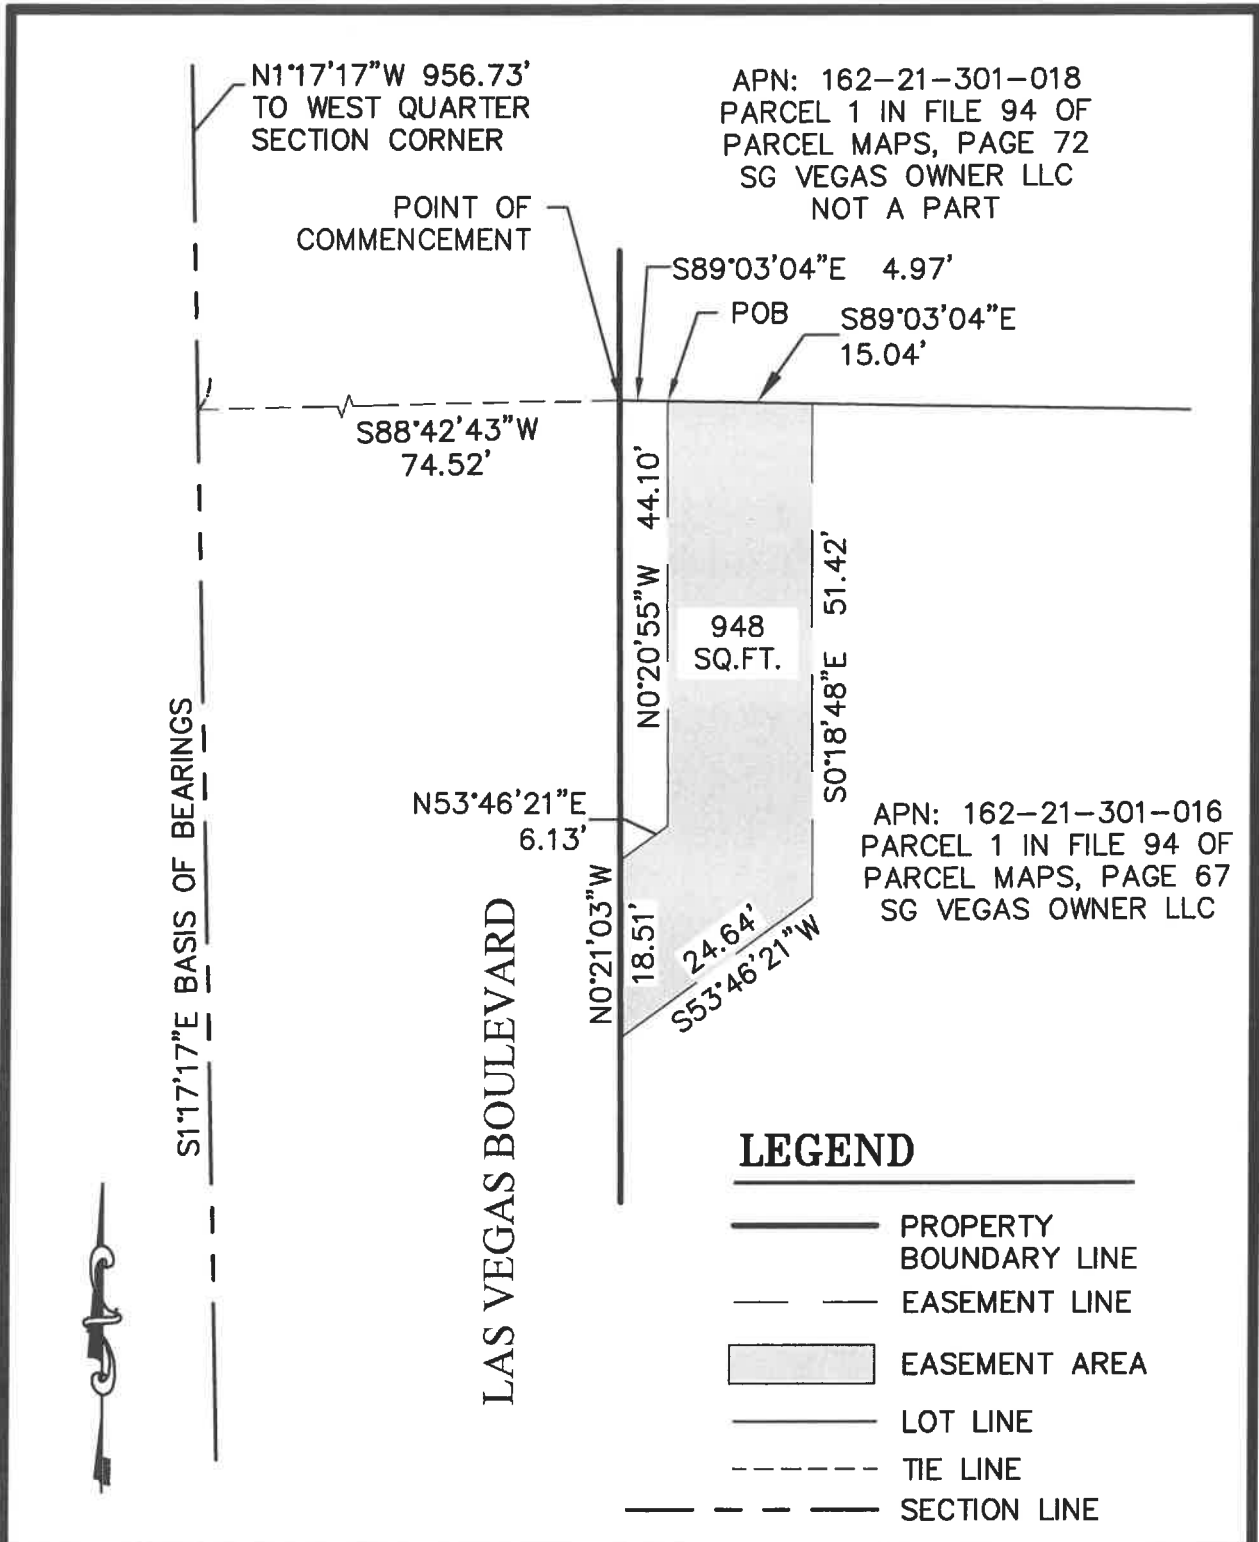 N1°17'17"W 956.73'
TO WEST QUARTER
SECTION CORNER
APN: 162-21-301-018
PARCEL 1 IN FILE 94 OF
PARCEL MAPS, PAGE 72
SG VEGAS OWNER LLC
NOT A PART
POINT OF
COMMENCEMENT
S89°03'04"E 4.97'
POB
S89°03'04"E
15.04'
S88°42'43"W
74.52'
N0°20'55"W 44.10'
948
SQ.FT.
S0°18'48"E 51.42'
N53°46'21"E
6.13'
APN: 162-21-301-016
PARCEL 1 IN FILE 94 OF
PARCEL MAPS, PAGE 67
SG VEGAS OWNER LLC
N0°21'03"W
18.51'
24.64'
S53°46'21"W
S1°17'17"E BASIS OF BEARINGS
LAS VEGAS BOULEVARD
LEGEND
PROPERTY
BOUNDARY LINE
EASEMENT LINE
EASEMENT AREA
LOT LINE
TIE LINE
SECTION LINE